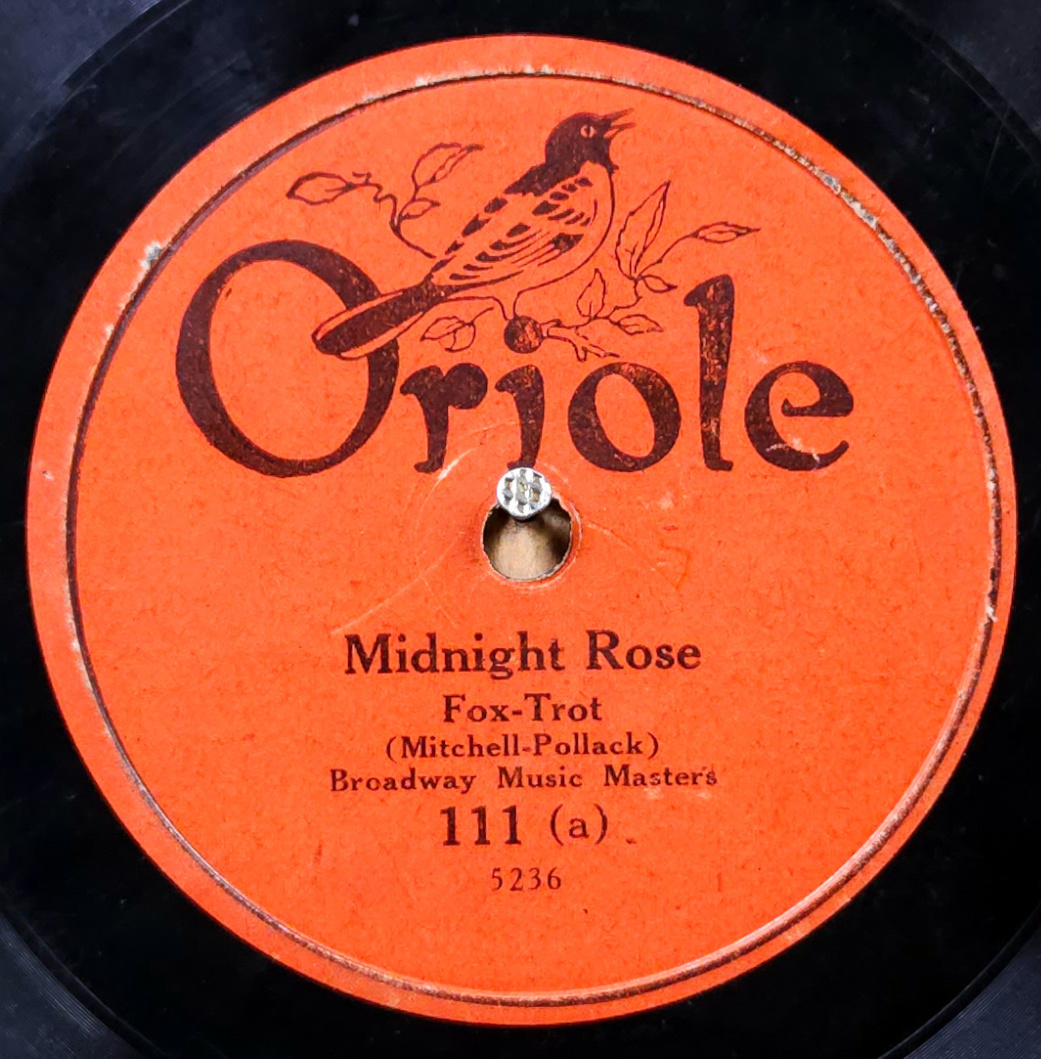 Oriole
Midnight Rose
Fox-Trot
(Mitchell-Pollack)
Broadway Music Masters
111 (a)
5236